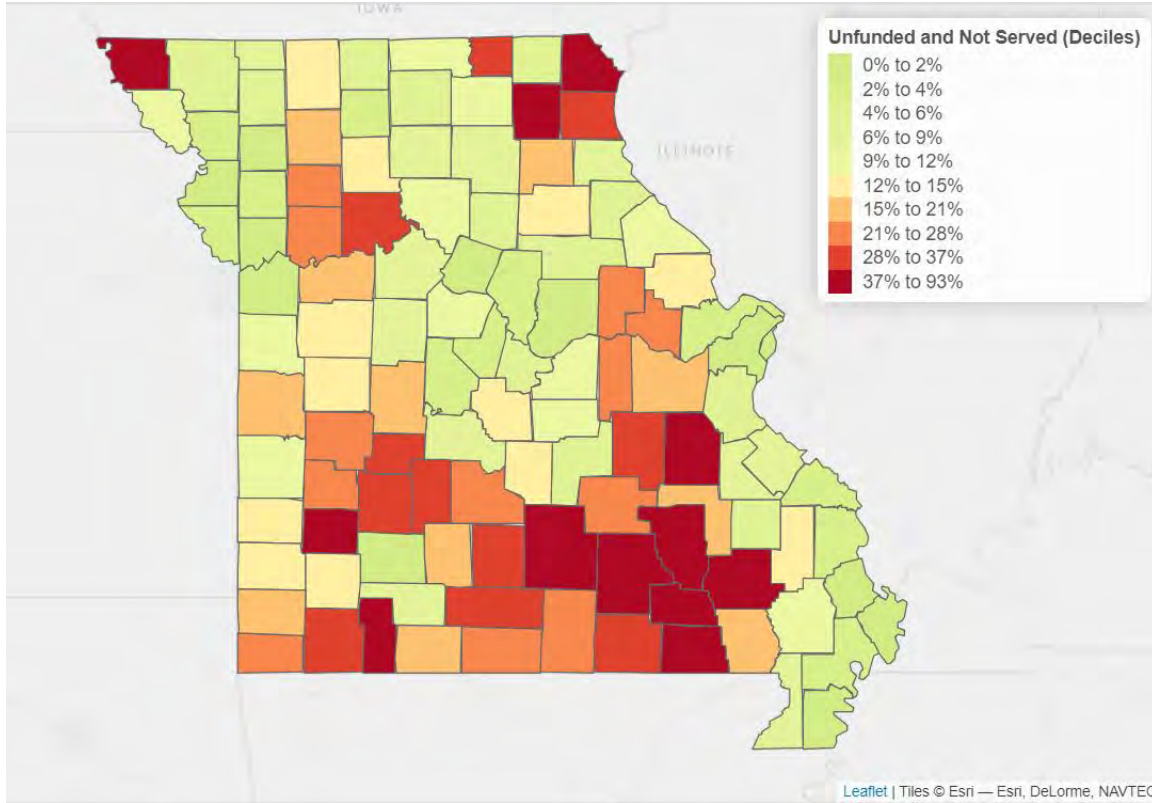 IOWA
Unfunded and Not Served (Deciles)
0% to 2%
2% to 4%
4% to 6%
6% to 9%
9% to 12%
12% to 15%
15% to 21%
21% to 28%
28% to 37%
37% to 93%
ILLINOIS
Leaflet | Tiles © Esri — Esri, DeLorme, NAVTEQ